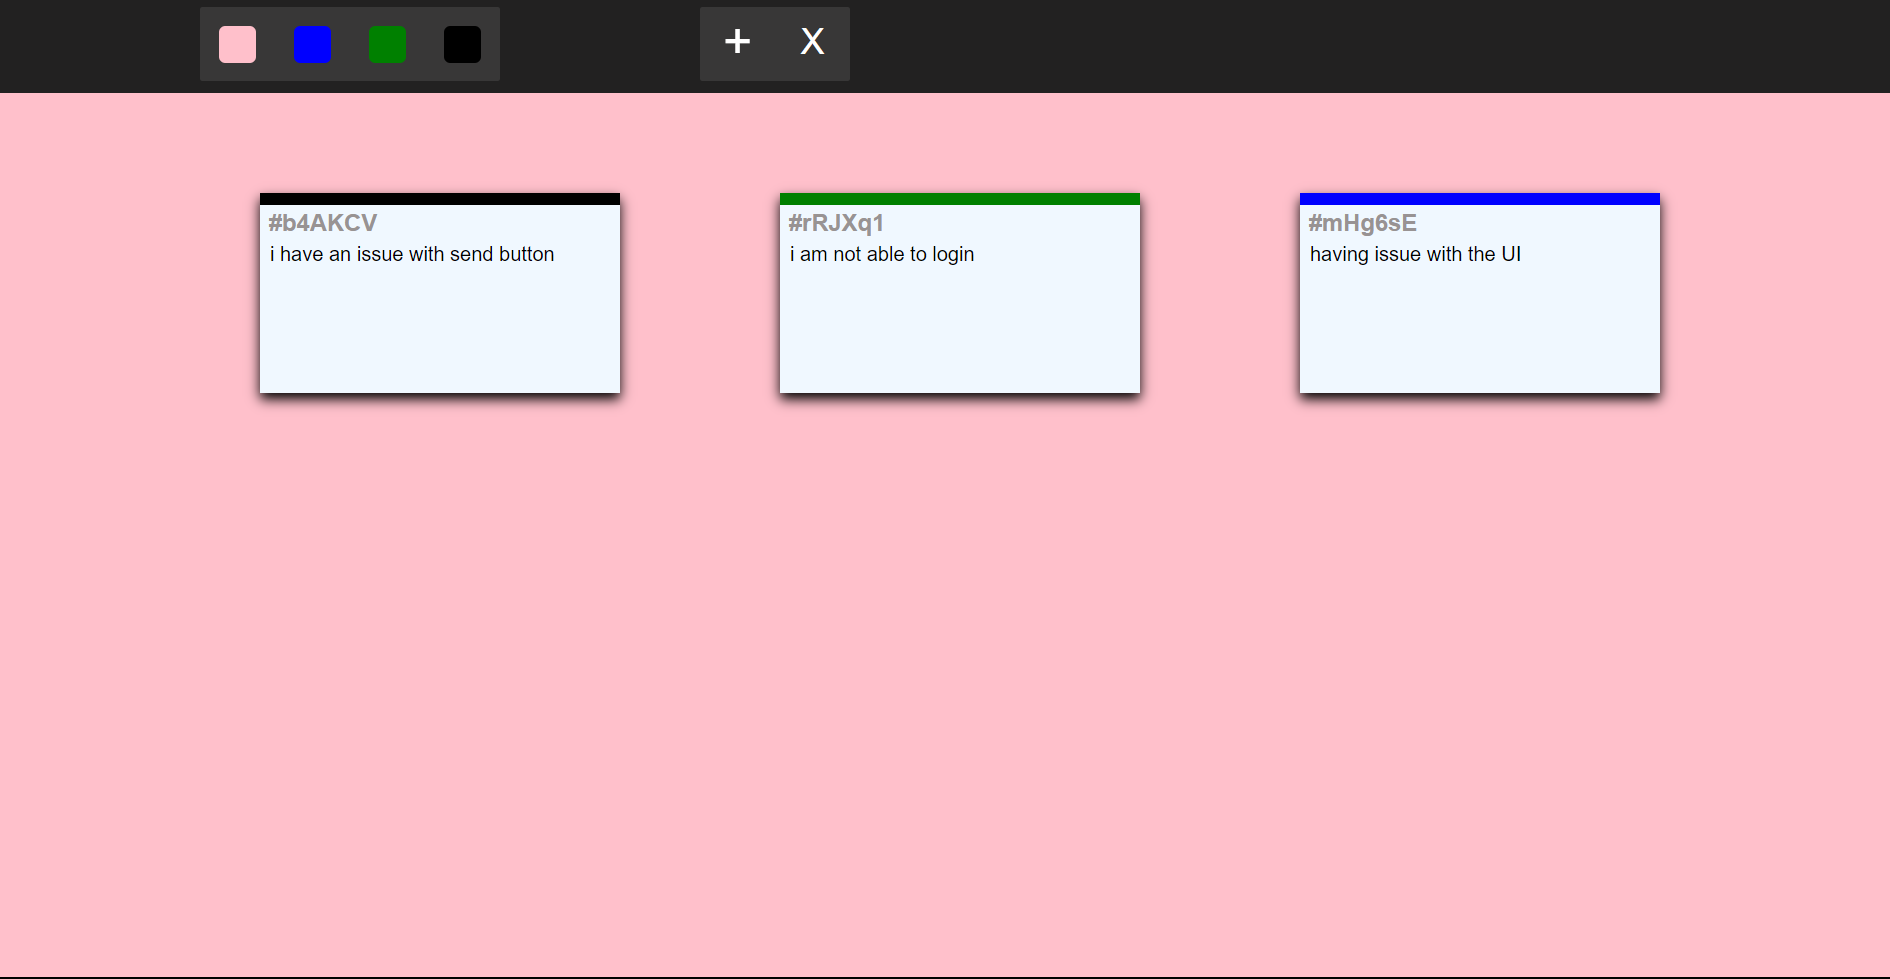 + X
#b4AKCV
i have an issue with send button
#rRJXq1
i am not able to login
#mHg6sE
having issue with the UI